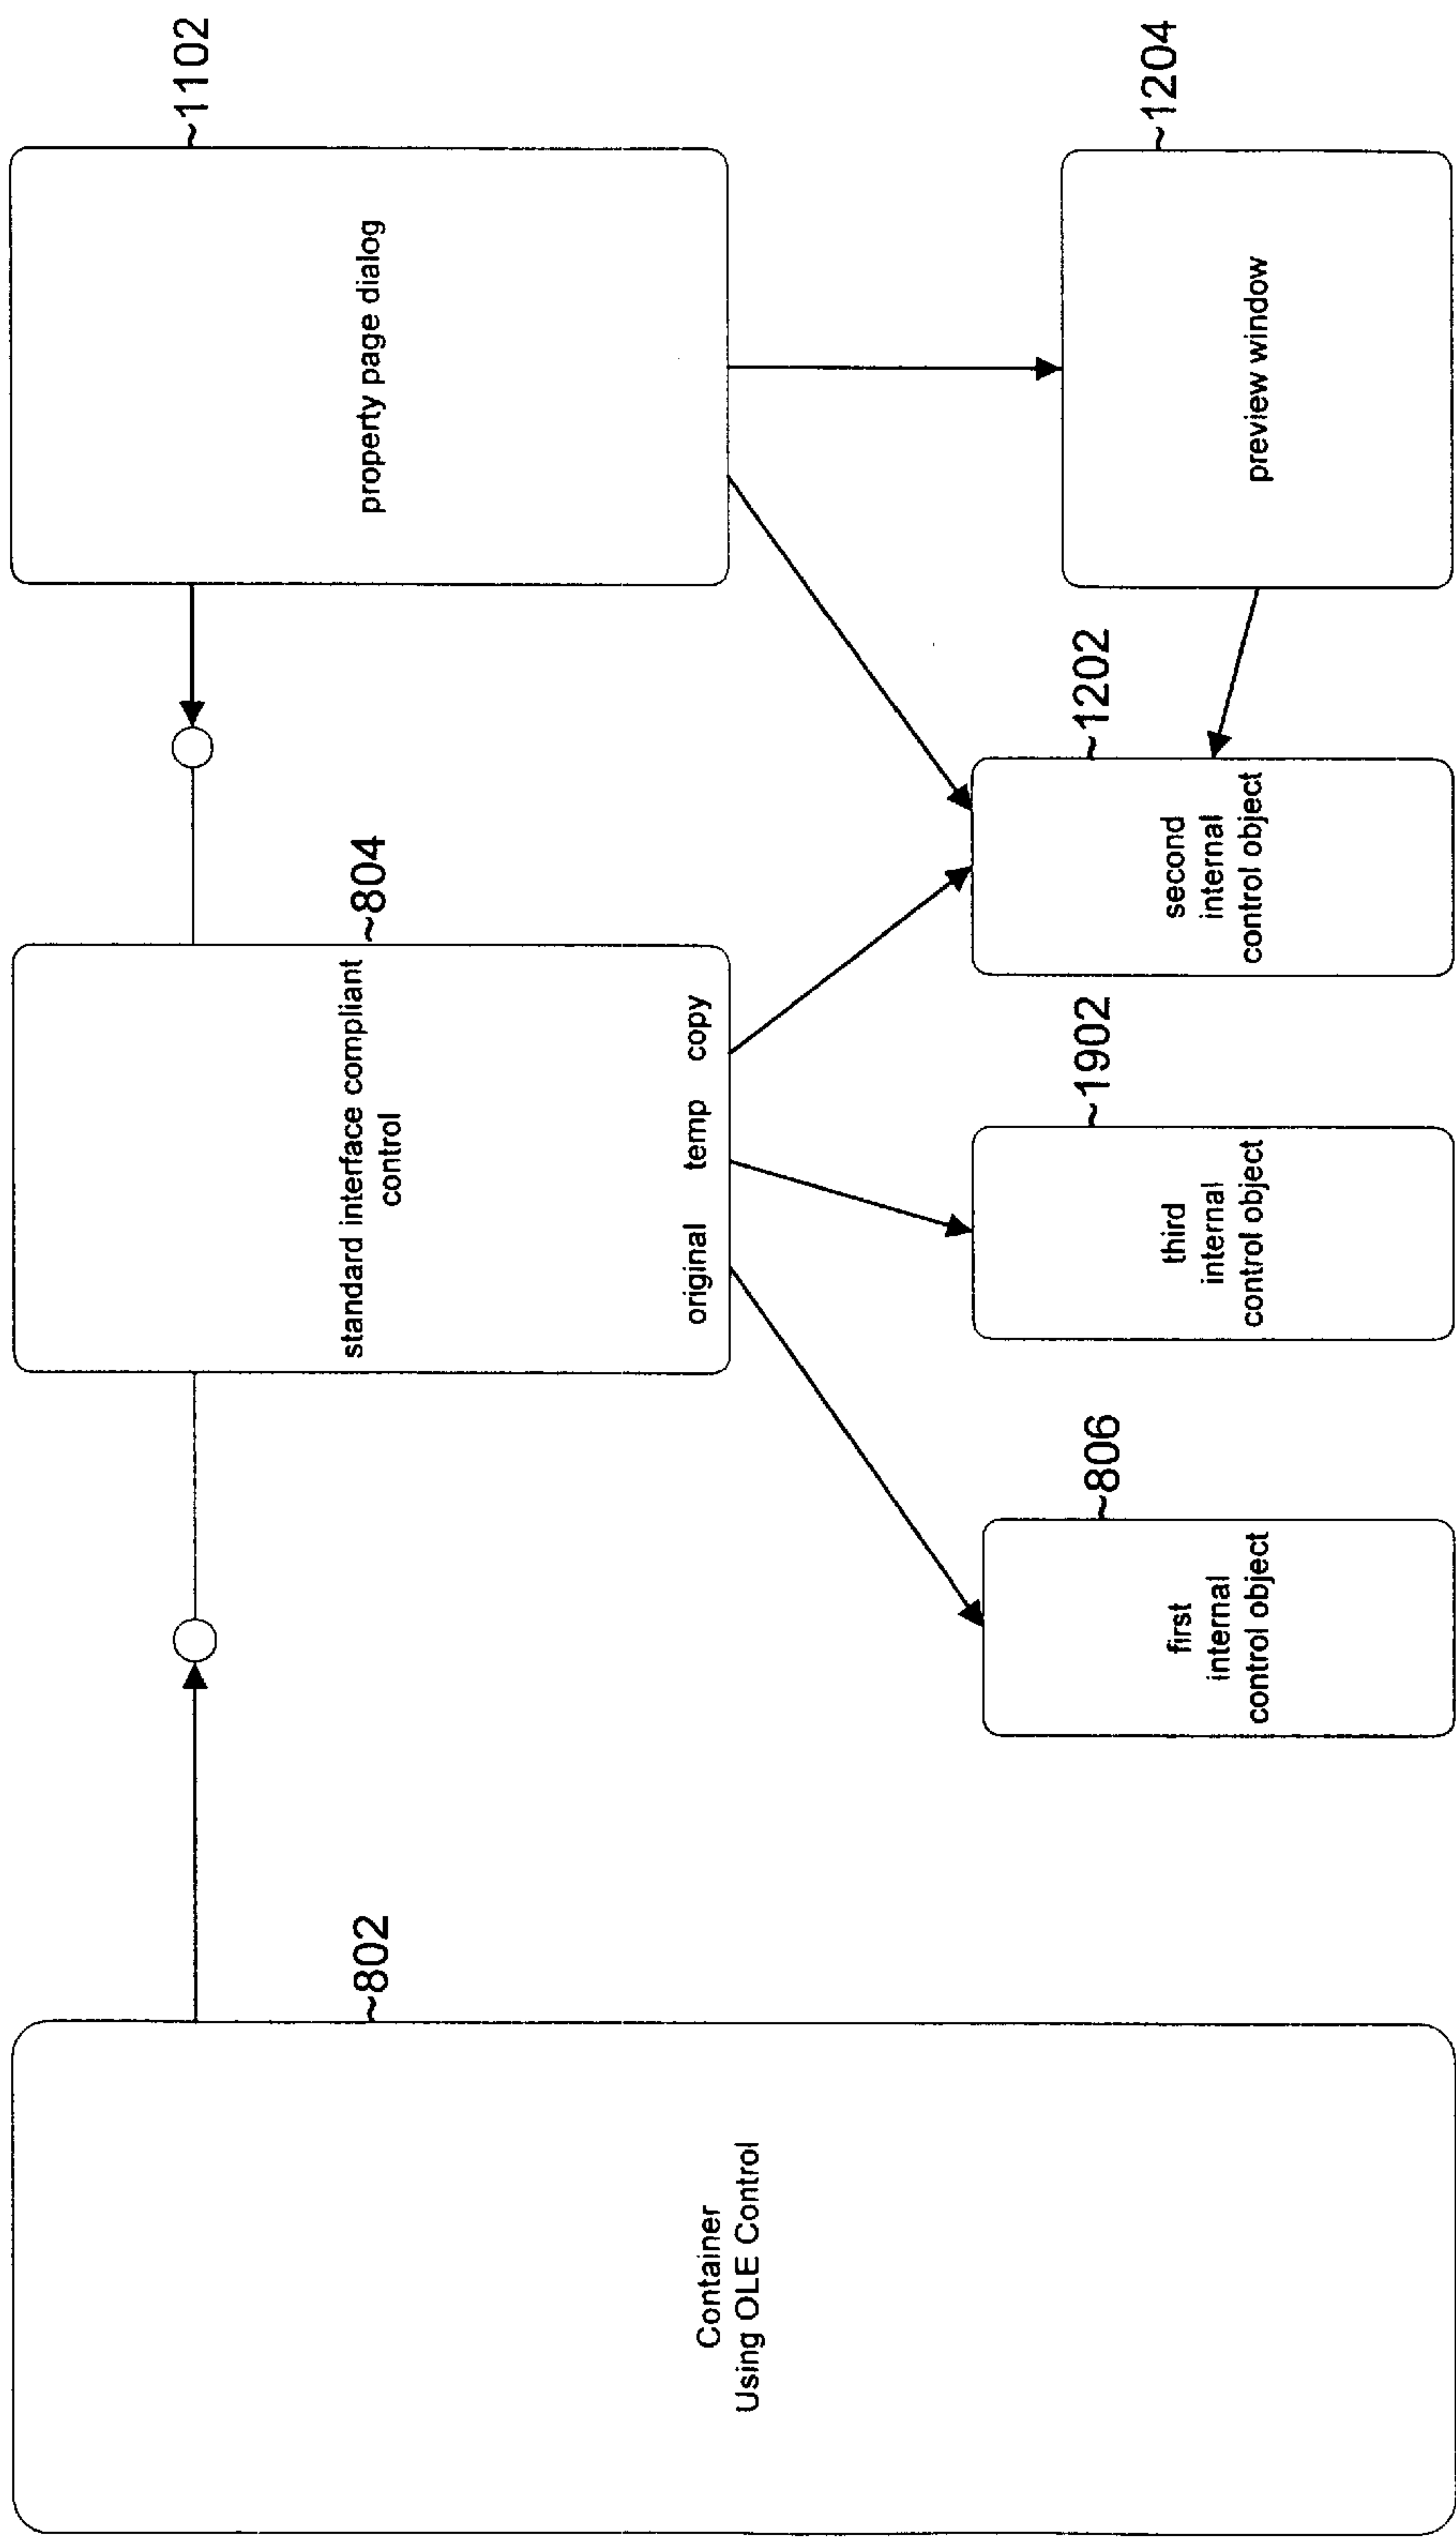 Container
Using OLE Control
~802
standard interface compliant
control
~804
original temp copy
property page dialog
~1102
first
internal
control object
~806
third
internal
control object
~1902
second
internal
control object
~1202
preview window
~1204